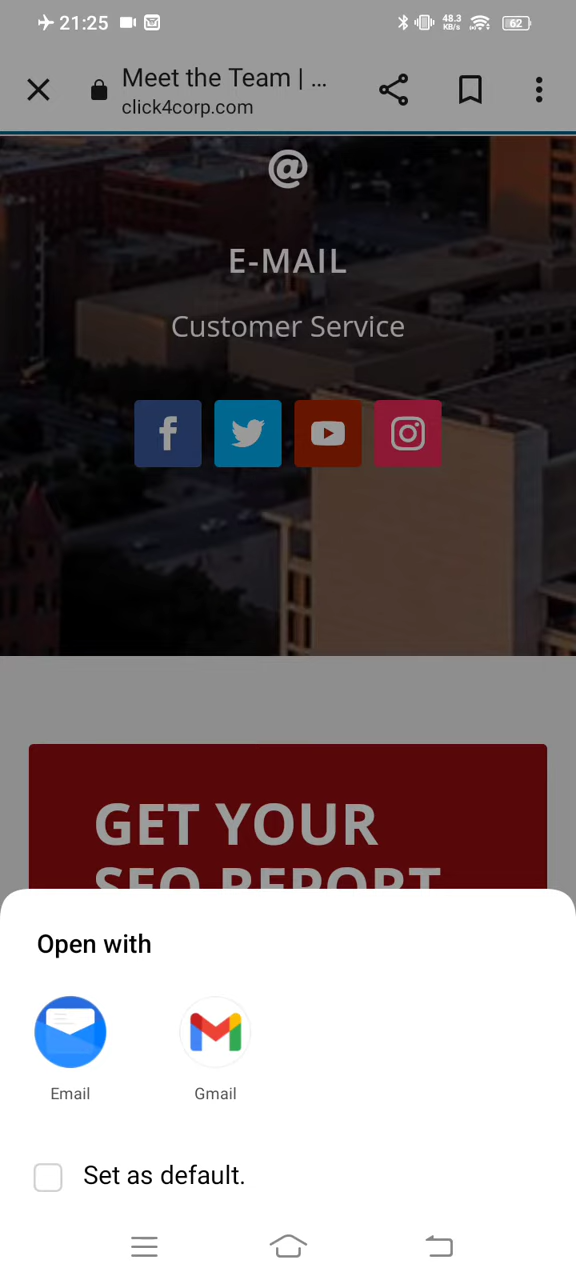 21:25
48.3
KB/s
62
Meet the Team | ...
click4corp.com
@
E-MAIL
Customer Service
GET YOUR
SEO REPORT
Open with
Email
Gmail
Set as default.